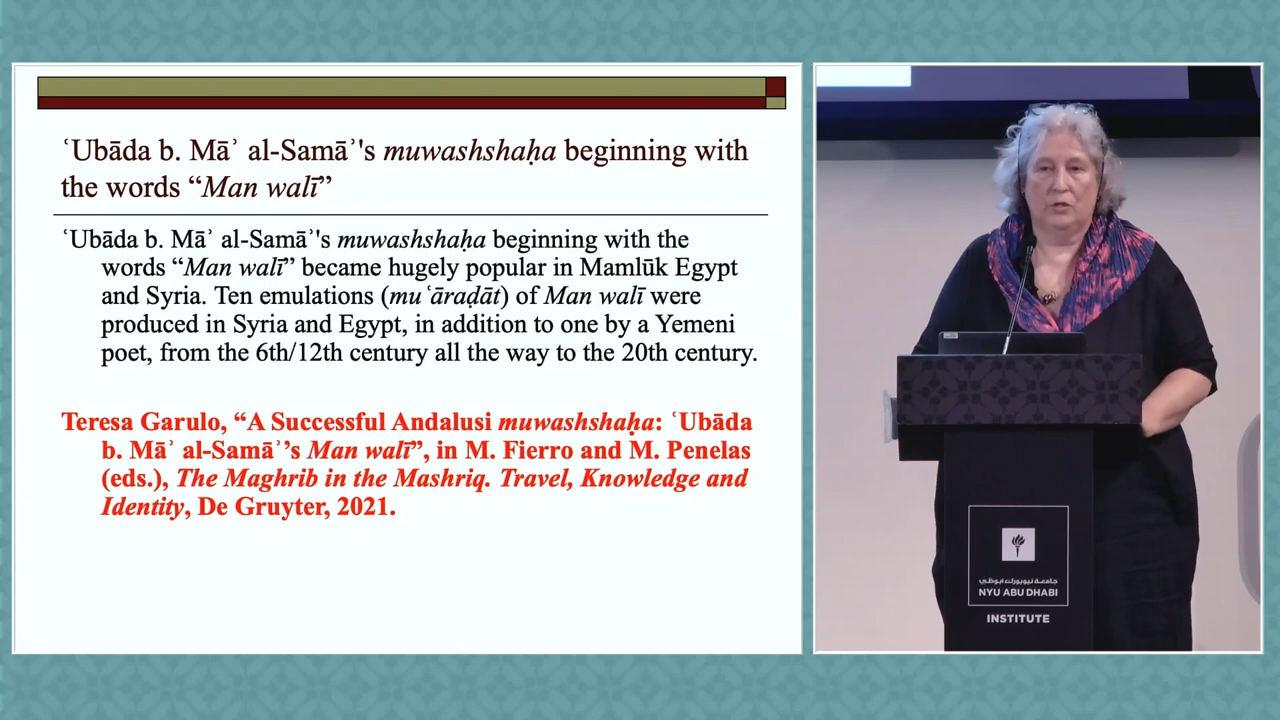 ʿUbāda b. Māʾ al-Samāʾ's muwashshaḥa beginning with
the words “Man walī”
ʿUbāda b. Māʾ al-Samāʾ's muwashshaḥa beginning with the
words “Man walī” became hugely popular in Mamlūk Egypt
and Syria. Ten emulations (muʿāraḍāt) of Man walī were
produced in Syria and Egypt, in addition to one by a Yemeni
poet, from the 6th/12th century all the way to the 20th century.
Teresa Garulo, “A Successful Andalusi muwashshaḥa: ʿUbāda
b. Māʾ al-Samāʾ’s Man walī”, in M. Fierro and M. Penelas
(eds.), The Maghrib in the Mashriq. Travel, Knowledge and
Identity, De Gruyter, 2021.
جامعة نيويورك أبوظبي
NYU ABU DHABI
INSTITUTE